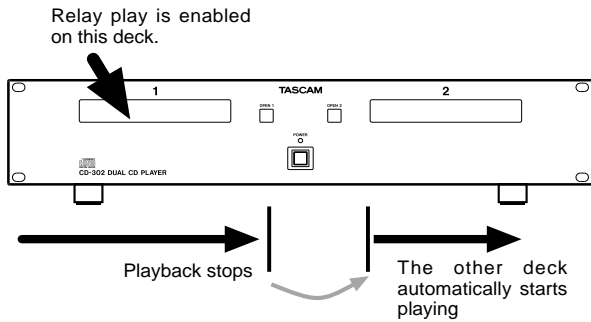 Relay play is enabled
on this deck.
1
TASCAM
2
OPEN 1
OPEN 2
POWER
CD-302 DUAL CD PLAYER
Playback stops
The other deck
automatically starts
playing